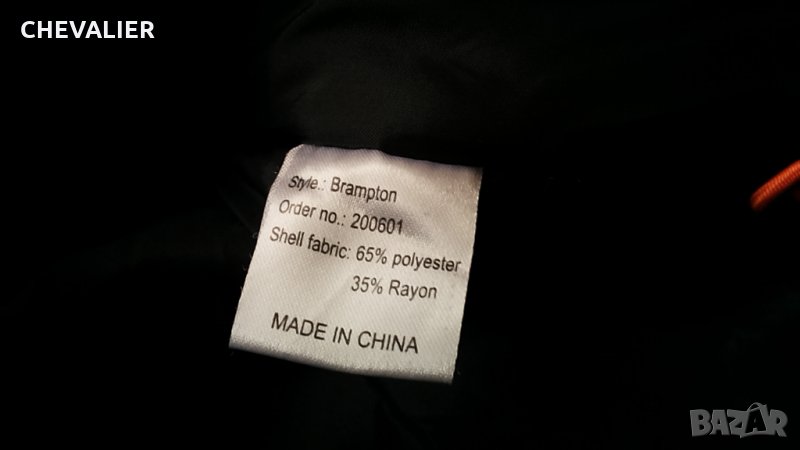 CHEVALIER
Style.: Brampton
Order no.: 200601
Shell fabric: 65% polyester
35% Rayon
MADE IN CHINA
BAZAR